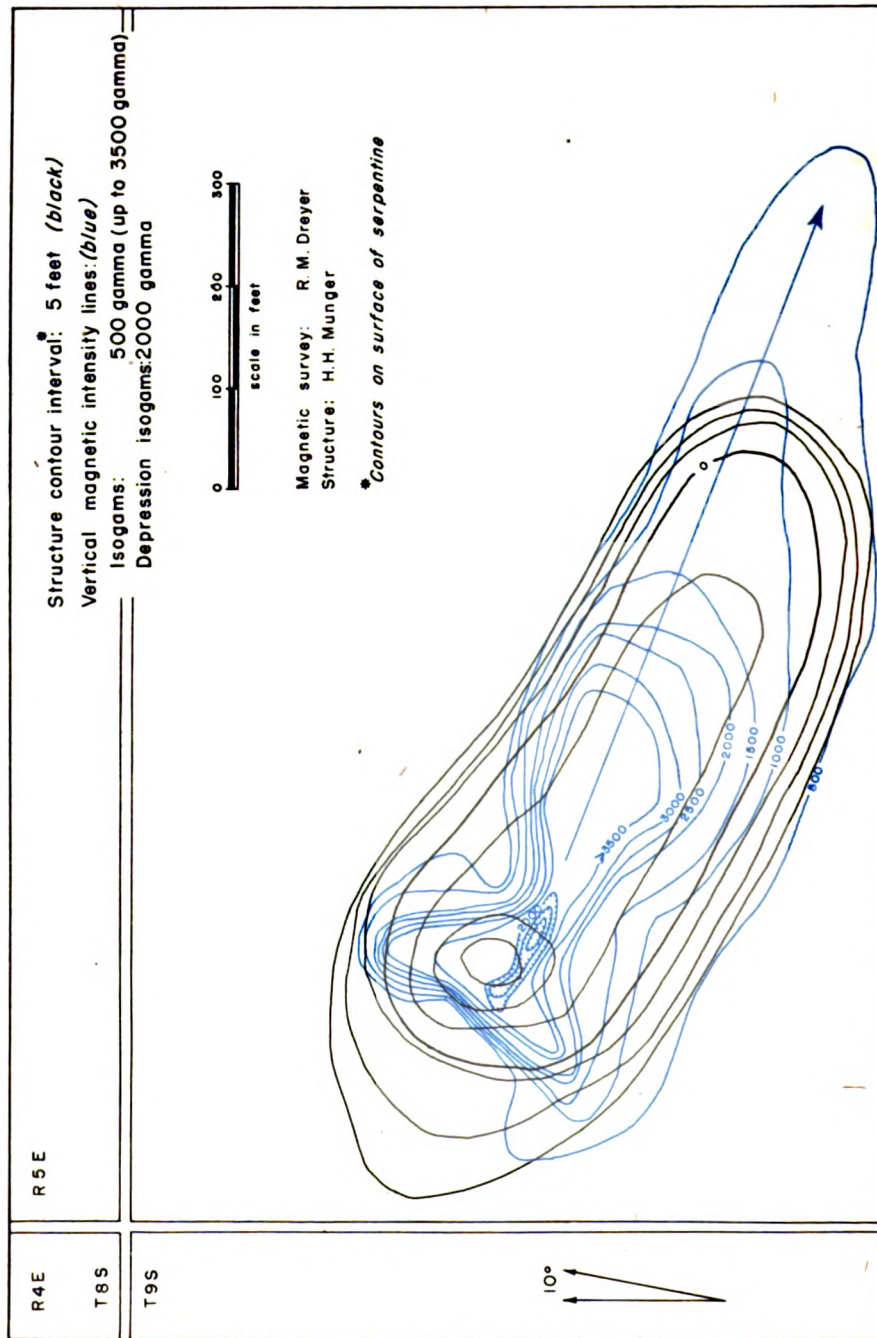 R4E
R5E
T8S
T9S
Structure contour interval:* 5 feet (black)
Vertical magnetic intensity lines: (blue)
Isogams: 500 gamma (up to 3500 gamma)
Depression isogams: 2000 gamma
0 100 200 300
scale in feet
Magnetic survey: R. M. Dreyer
Structure: H.H. Munger
*Contours on surface of serpentine
0
>3500
3000
2500
2000
1500
1000
500
10°